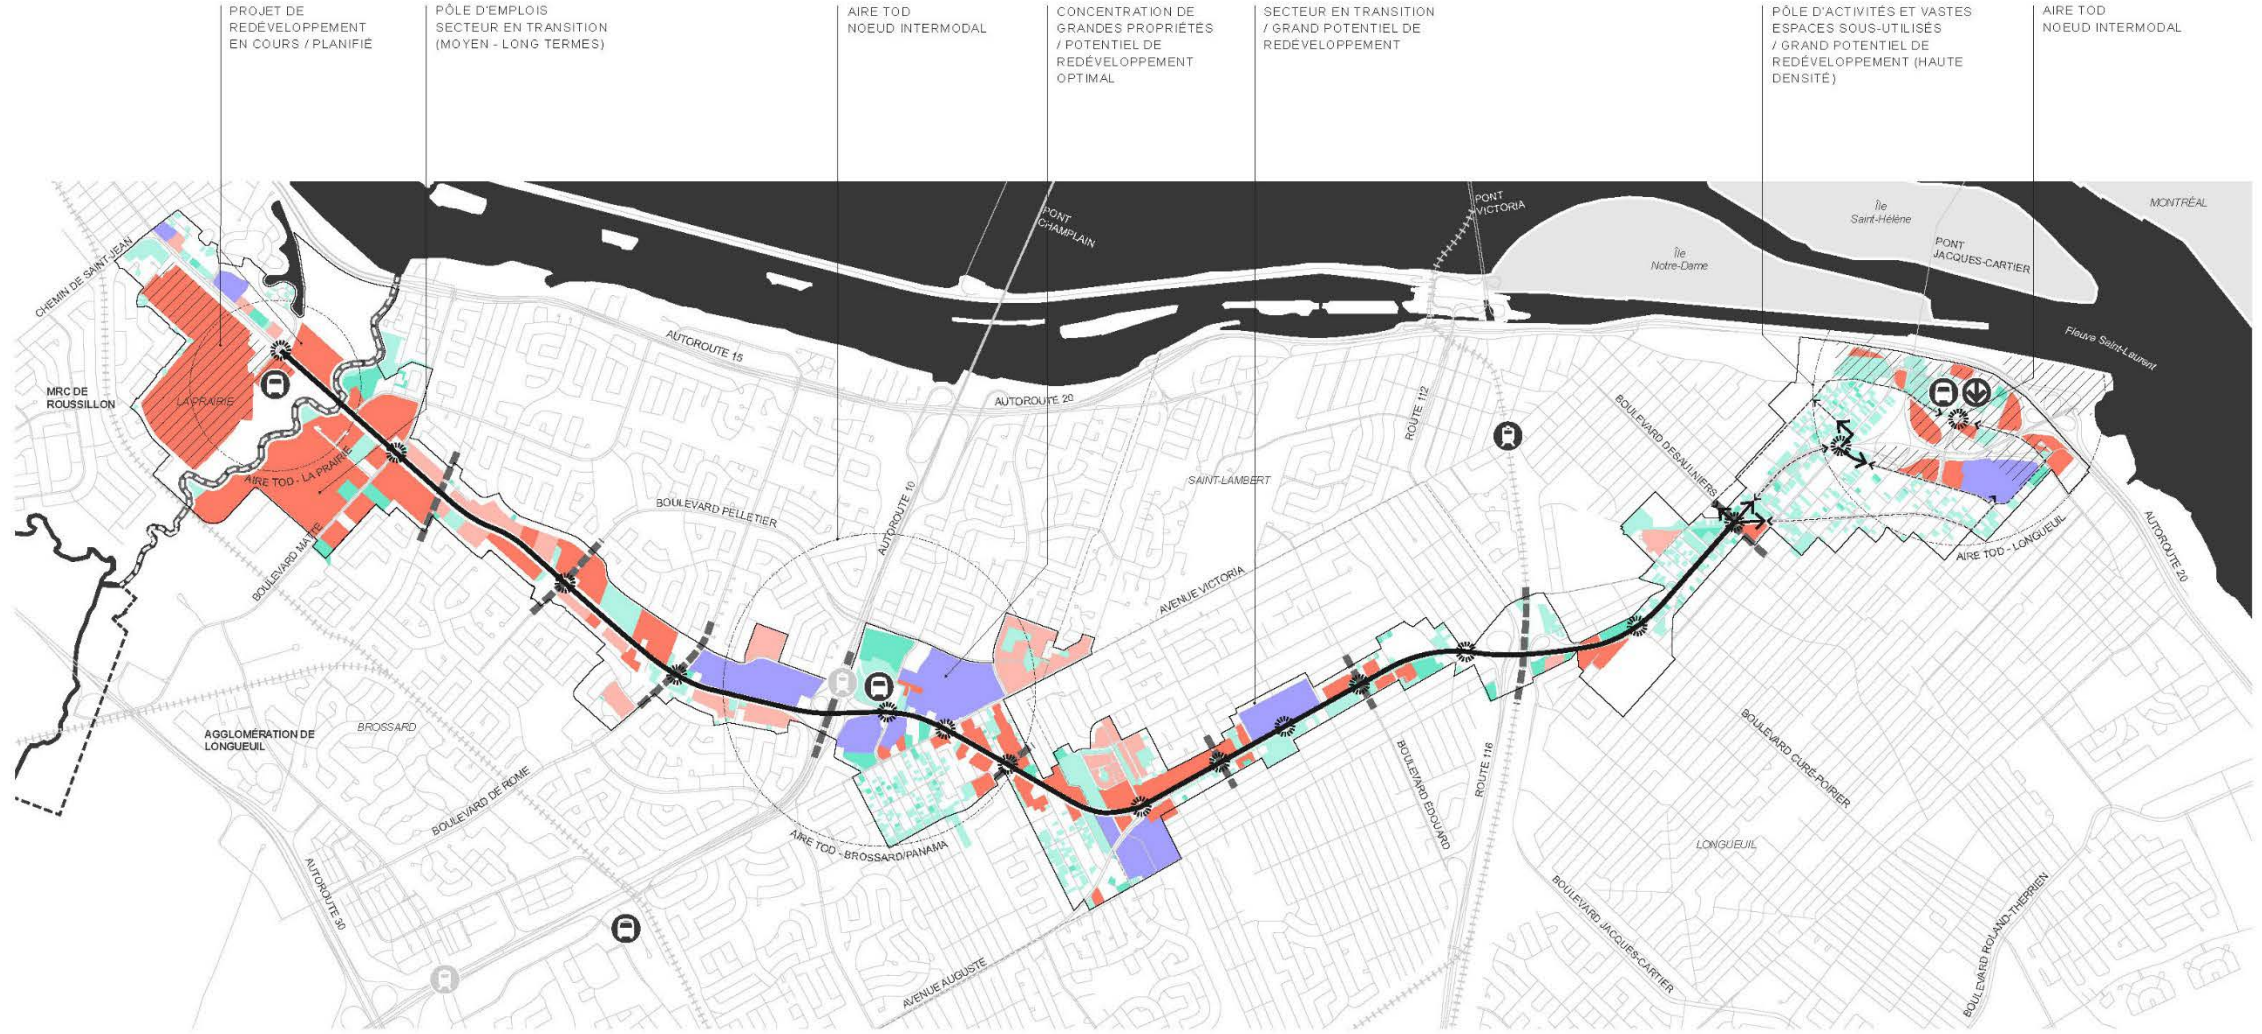 PROJET DE
REDÉVELOPPEMENT
EN COURS / PLANIFIÉ
PÔLE D'EMPLOIS
SECTEUR EN TRANSITION
(MOYEN - LONG TERMES)
AIRE TOD
NOEUD INTERMODAL
CONCENTRATION DE
GRANDES PROPRIÉTÉS
/ POTENTIEL DE
REDÉVELOPPEMENT
OPTIMAL
SECTEUR EN TRANSITION
/ GRAND POTENTIEL DE
REDÉVELOPPEMENT
PÔLE D'ACTIVITÉS ET VASTES
ESPACES SOUS-UTILISÉS
/ GRAND POTENTIEL DE
REDÉVELOPPEMENT (HAUTE
DENSITÉ)
AIRE TOD
NOEUD INTERMODAL
PONT
CHAMPLAIN
PONT
VICTORIA
Île
Saint-Hélène
MONTRÉAL
Île
Notre-Dame
PONT
JACQUES-CARTIER
Fleuve Saint-Laurent
CHEMIN DE SAINT-JEAN
AUTOROUTE 15
AUTOROUTE 20
MRC DE
ROUSSILLON
LA PRAIRIE
AIRE TOD - LA PRAIRIE
BOULEVARD MATTE
BOULEVARD PELLETIER
AUTOROUTE 10
ROUTE 112
SAINT-LAMBERT
BOULEVARD DESAULNIERS
AIRE TOD - LONGUEUIL
AUTOROUTE 20
AVENUE VICTORIA
AGGLOMÉRATION DE
LONGUEUIL
BROSSARD
BOULEVARD DE ROME
AIRE TOD - BROSSARD/PANAMA
BOULEVARD ÉDOUARD
ROUTE 116
BOULEVARD CURÉ-POIRIER
LONGUEUIL
AUTOROUTE 30
AVENUE AUGUSTE
BOULEVARD JACQUES-CARTIER
BOULEVARD ROLAND-THERRIEN